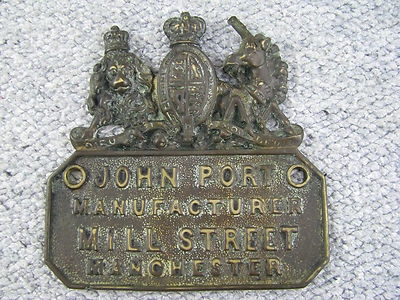 JOHN PORT
MANUFACTURER
MILL STREET
MANCHESTER